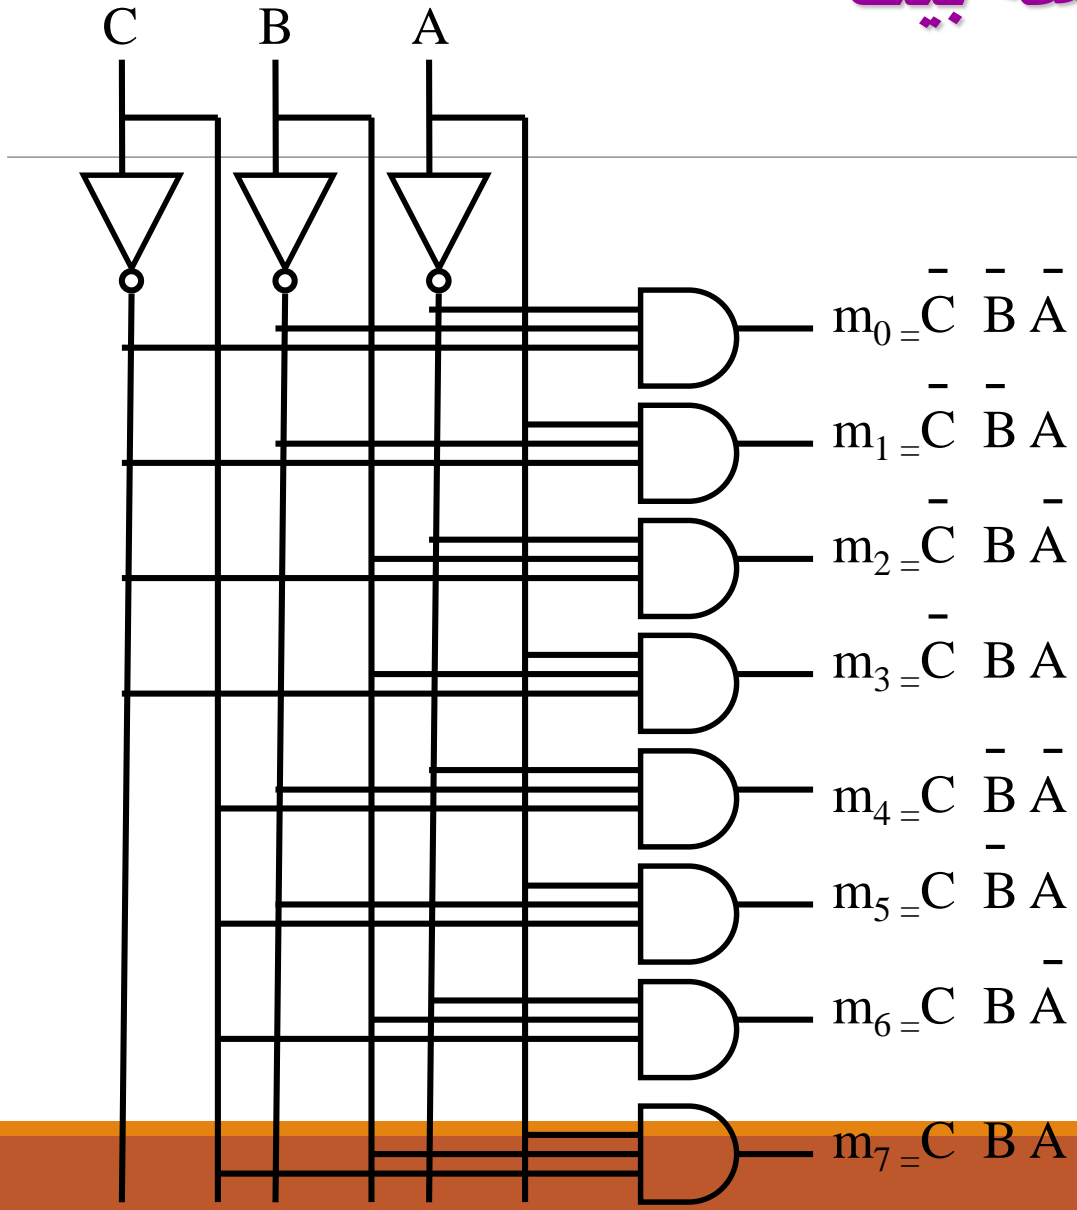 C B A
m₀ = C̅ B̅ A̅
m₁ = C̅ B̅ A
m₂ = C̅ B A̅
m₃ = C̅ B A
m₄ = C B̅ A̅
m₅ = C B̅ A
m₆ = C B A̅
m₇ = C B A